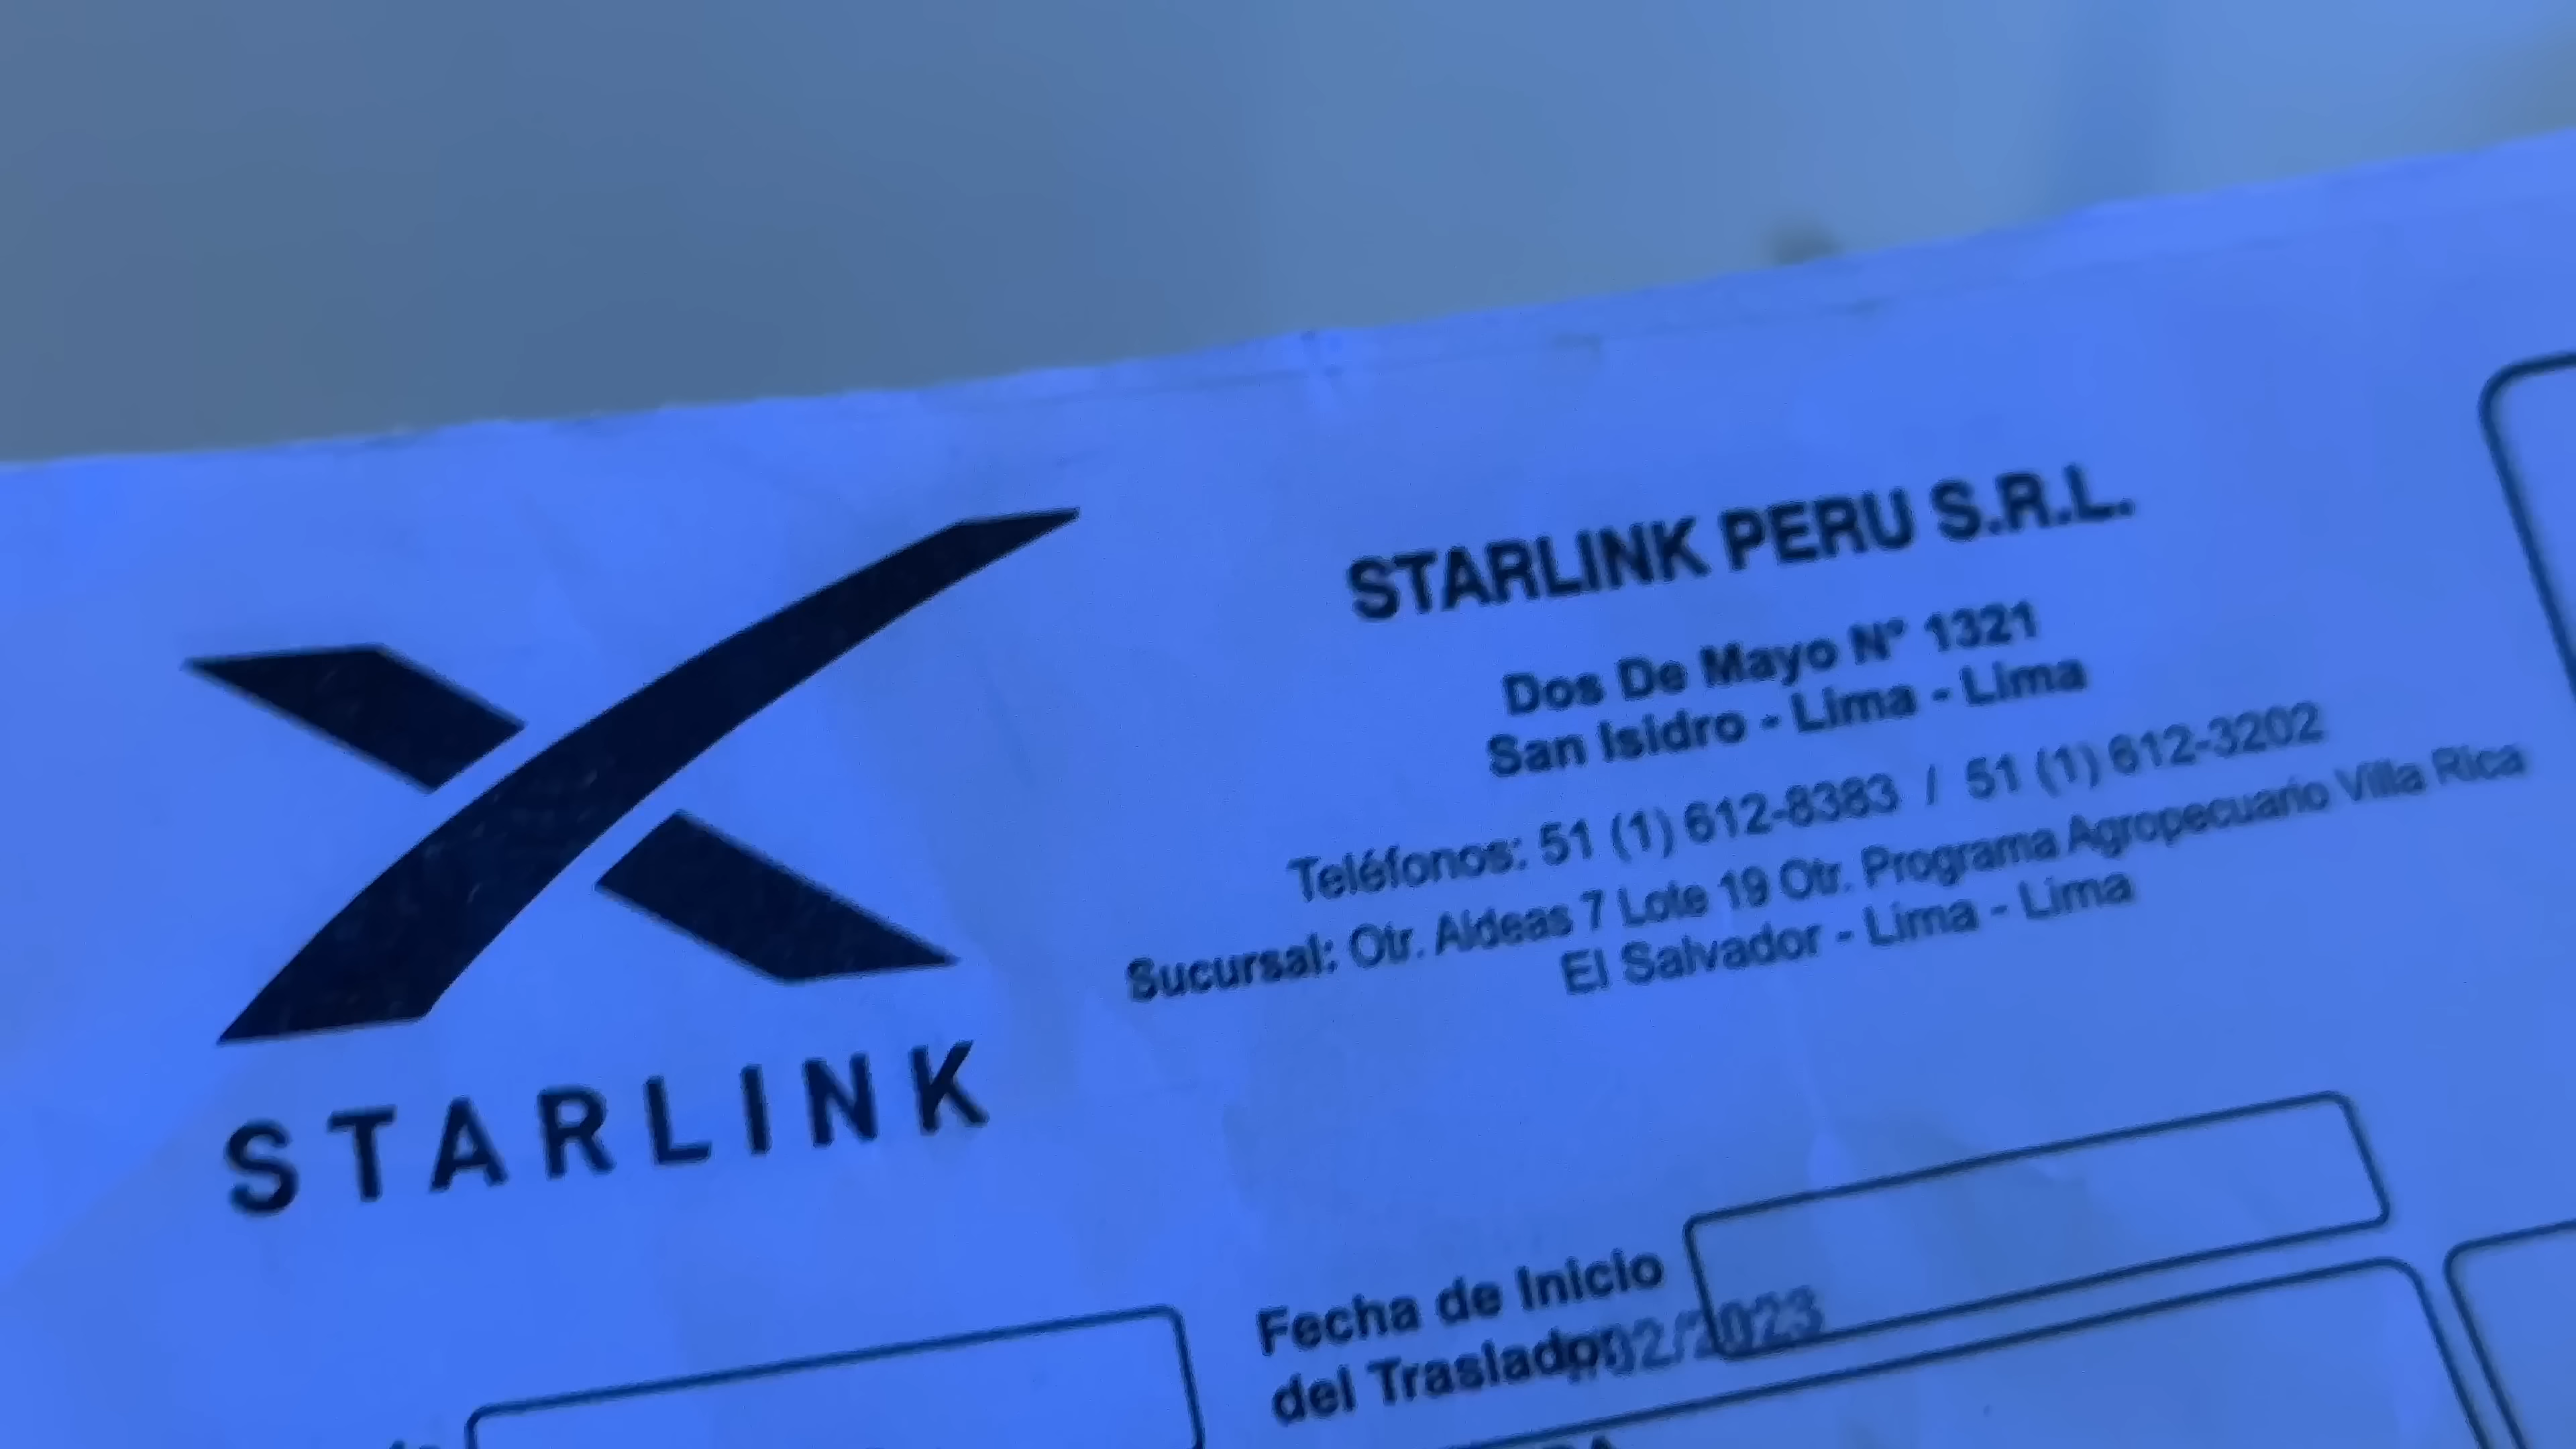 STARLINK
STARLINK PERU S.R.L.
Dos De Mayo N° 1321
San Isidro - Lima - Lima
Teléfonos: 51 (1) 612-8383 / 51 (1) 612-3202
Sucursal: Otr. Aldeas 7 Lote 19 Otr. Programa Agropecuario Villa Rica
El Salvador - Lima - Lima
Fecha de Inicio
del Traslado:
/02/2023